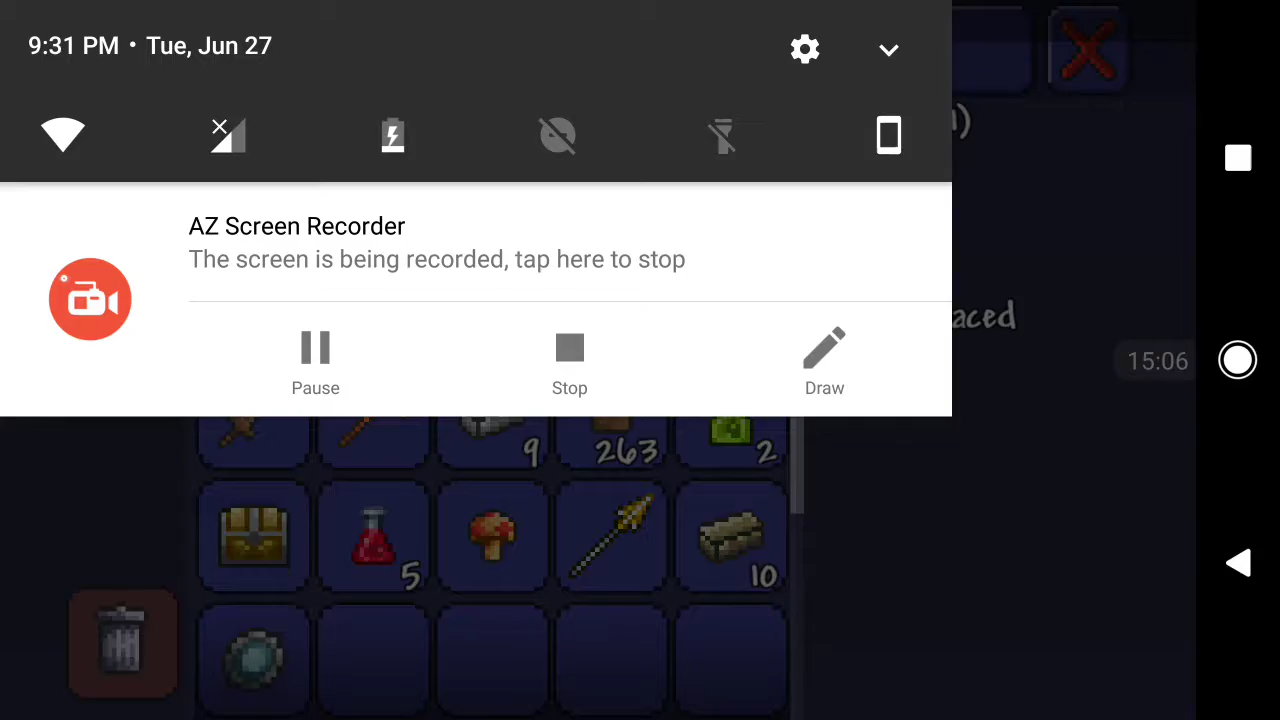 9:31 PM • Tue, Jun 27
AZ Screen Recorder
The screen is being recorded, tap here to stop
Pause
Stop
Draw
)
aced
15:06
9
263
2
5
10